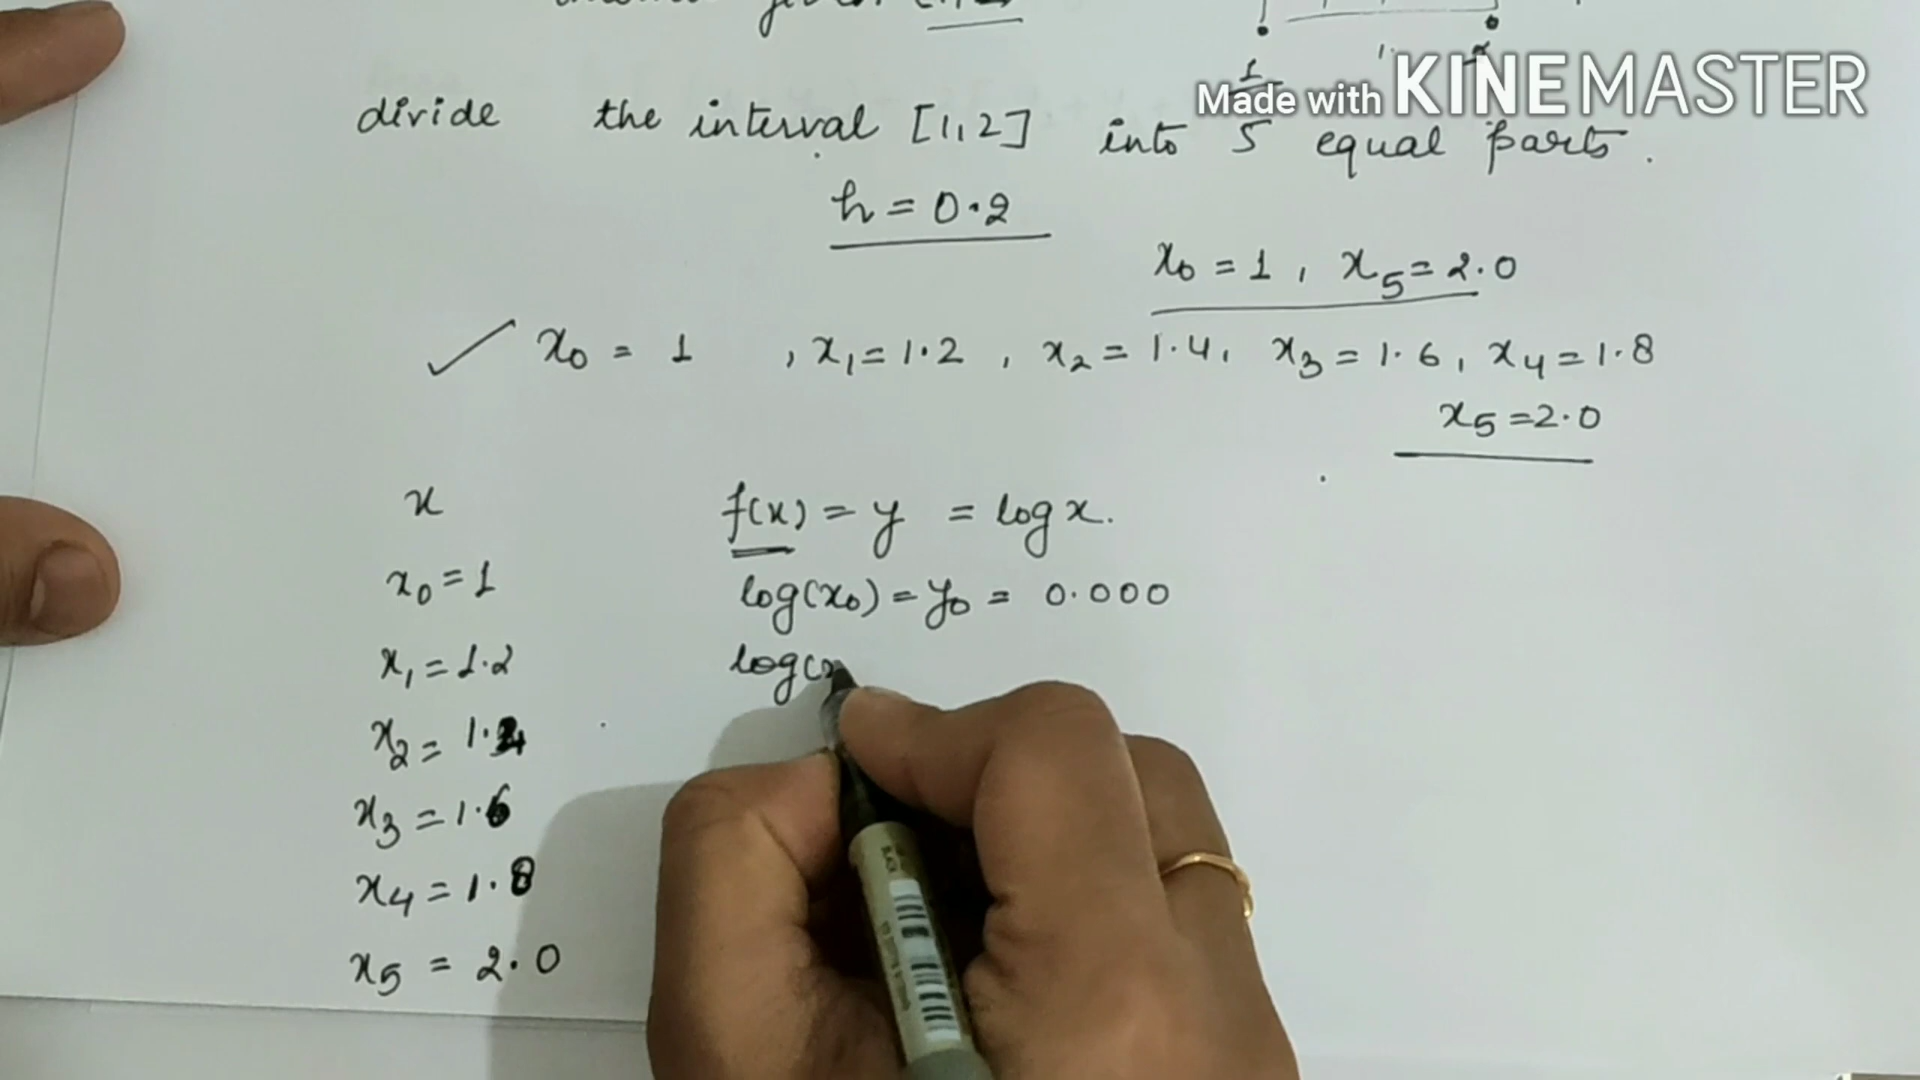 given
1
Made with KINEMASTER
divide the interval [1,2] into 5 equal parts.
h = 0.2
x₀ = 1, x₅ = 2.0
✓ x₀ = 1, x₁ = 1.2, x₂ = 1.4, x₃ = 1.6, x₄ = 1.8
x₅ = 2.0
x f(x) = y = log x.
x₀ = 1 log(x₀) = y₀ = 0.000
x₁ = 1.2 log(x
x₂ = 1.4
x₃ = 1.6
x₄ = 1.8
x₅ = 2.0